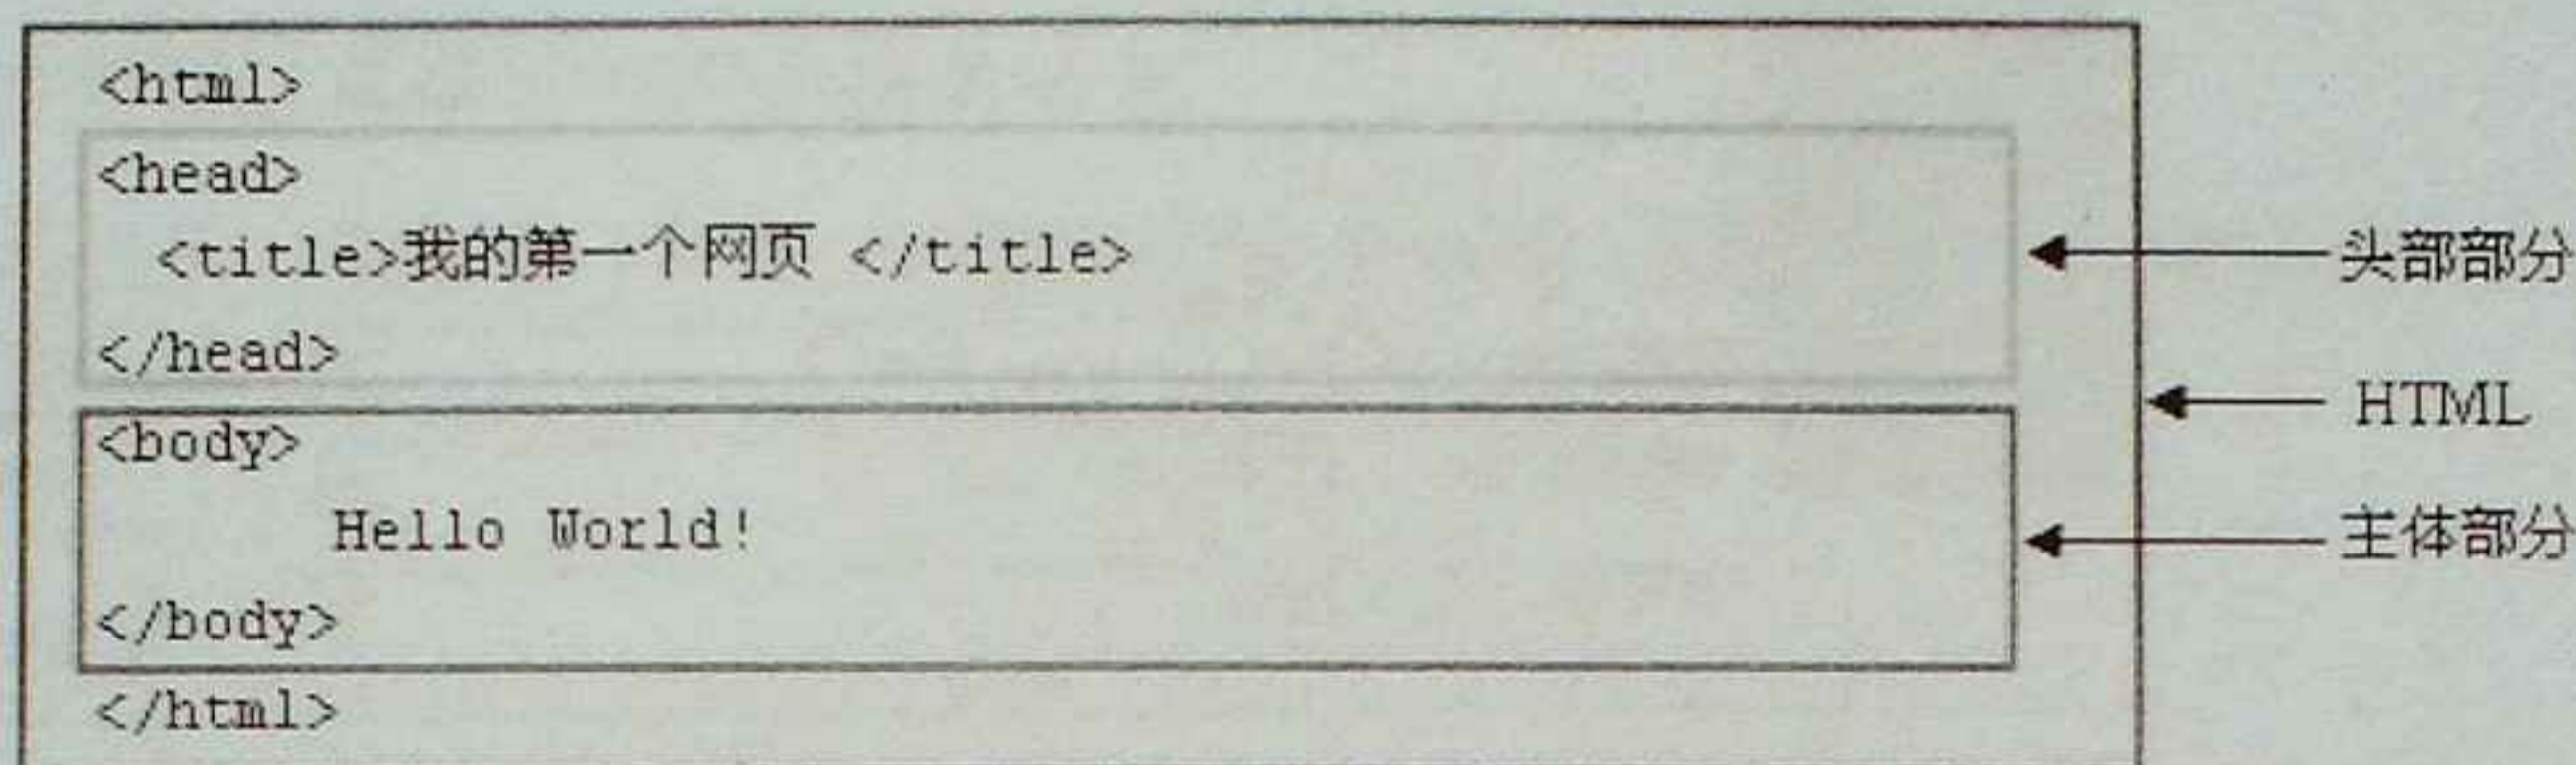 <html>
<head>
<title>我的第一个网页 </title>
头部部分
</head>
HTML
<body>
Hello World!
主体部分
</body>
</html>